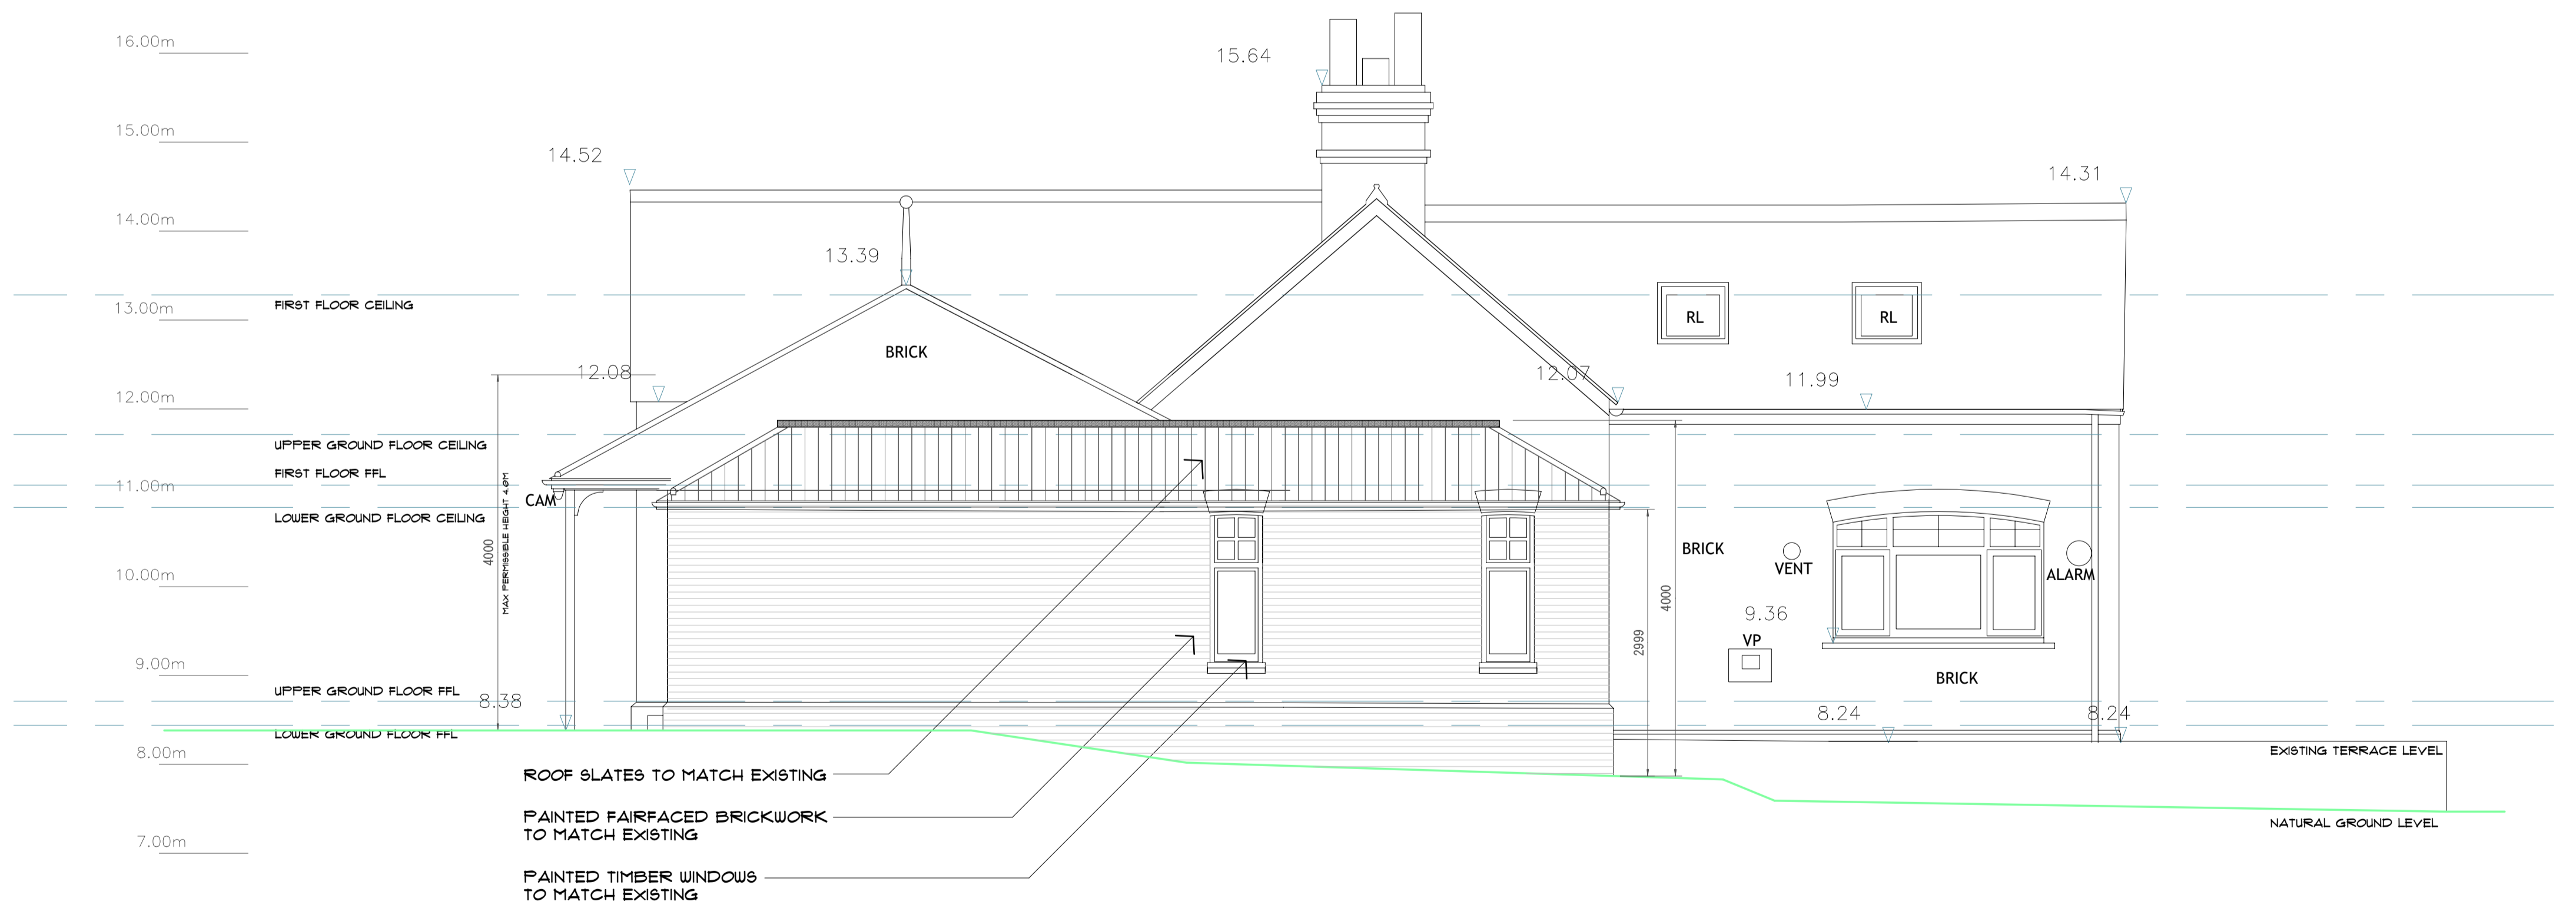 16.00m
15.64
15.00m
14.52
14.31
14.00m
13.39
FIRST FLOOR CEILING
13.00m
RL
RL
BRICK
12.08
12.07
11.99
12.00m
UPPER GROUND FLOOR CEILING
FIRST FLOOR FFL
11.00m
CAM
LOWER GROUND FLOOR CEILING
4000
MAX PERMISSIBLE HEIGHT 4.0M
BRICK
VENT
ALARM
10.00m
4000
2999
9.36
VP
9.00m
BRICK
UPPER GROUND FLOOR FFL
8.38
8.24
8.24
LOWER GROUND FLOOR FFL
8.00m
EXISTING TERRACE LEVEL
ROOF SLATES TO MATCH EXISTING
PAINTED FAIRFACED BRICKWORK
TO MATCH EXISTING
NATURAL GROUND LEVEL
7.00m
PAINTED TIMBER WINDOWS
TO MATCH EXISTING